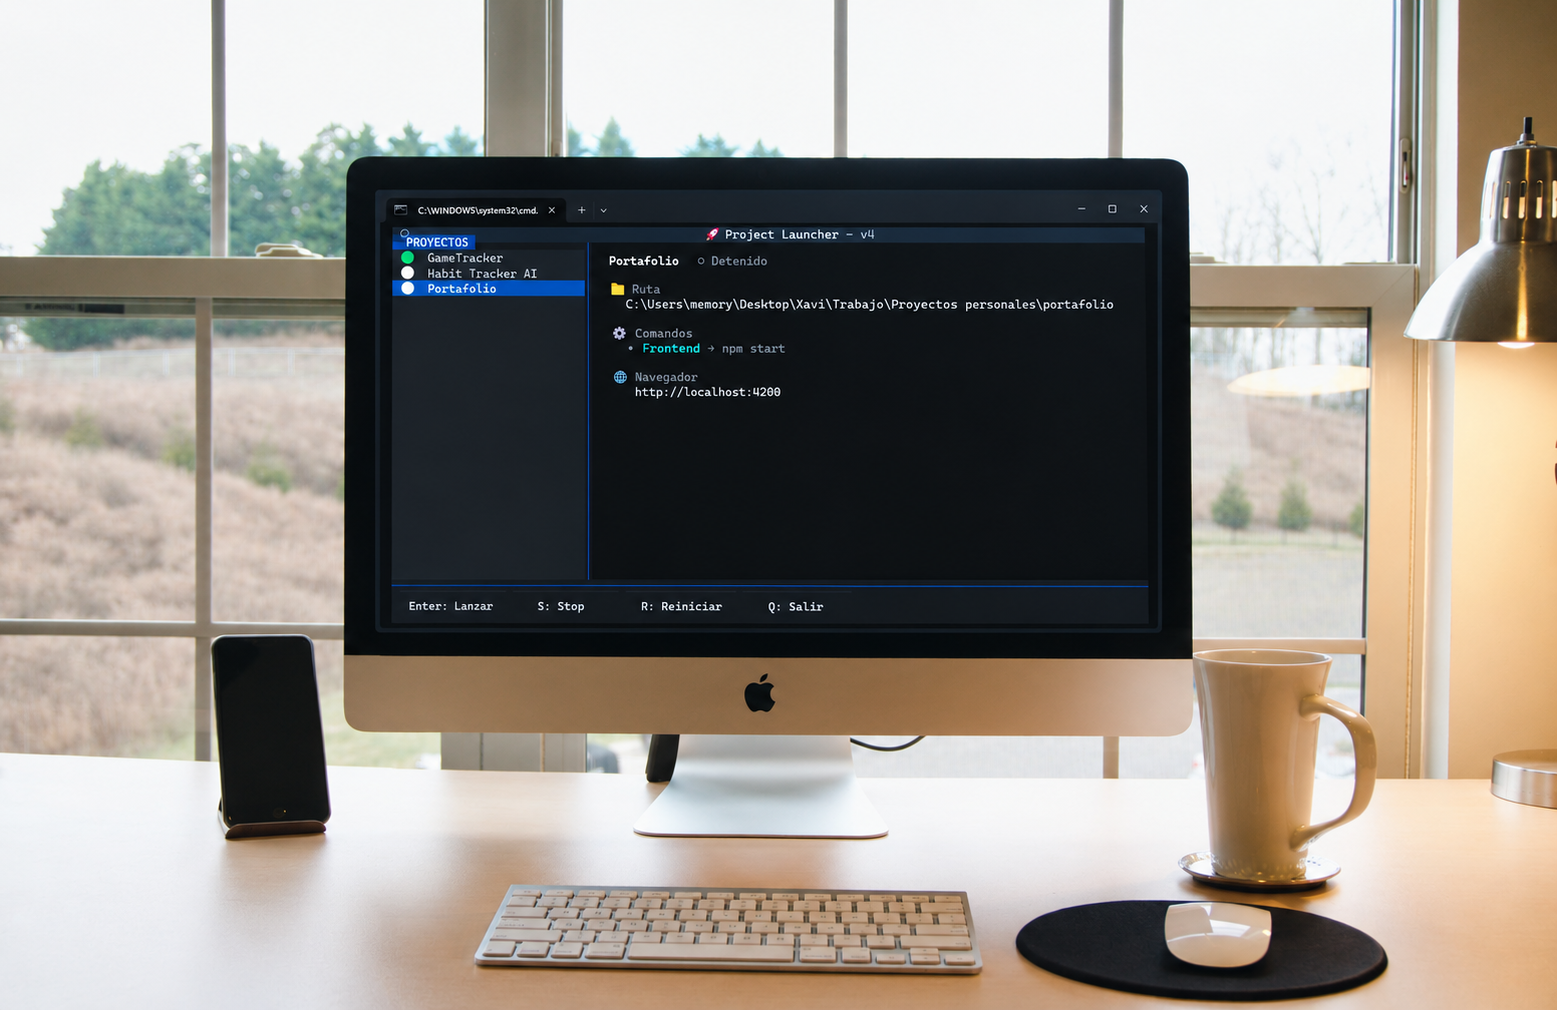 C:\WINDOWS\system32\cmd.
🚀 Project Launcher — v4
PROYECTOS
GameTracker
Habit Tracker AI
Portafolio
Portafolio ○ Detenido
📁 Ruta
C:\Users\memory\Desktop\Xavi\Trabajo\Proyectos personales\portafolio
⚙ Comandos
• Frontend → npm start
🌐 Navegador
http://localhost:4200
Enter: Lanzar S: Stop R: Reiniciar Q: Salir